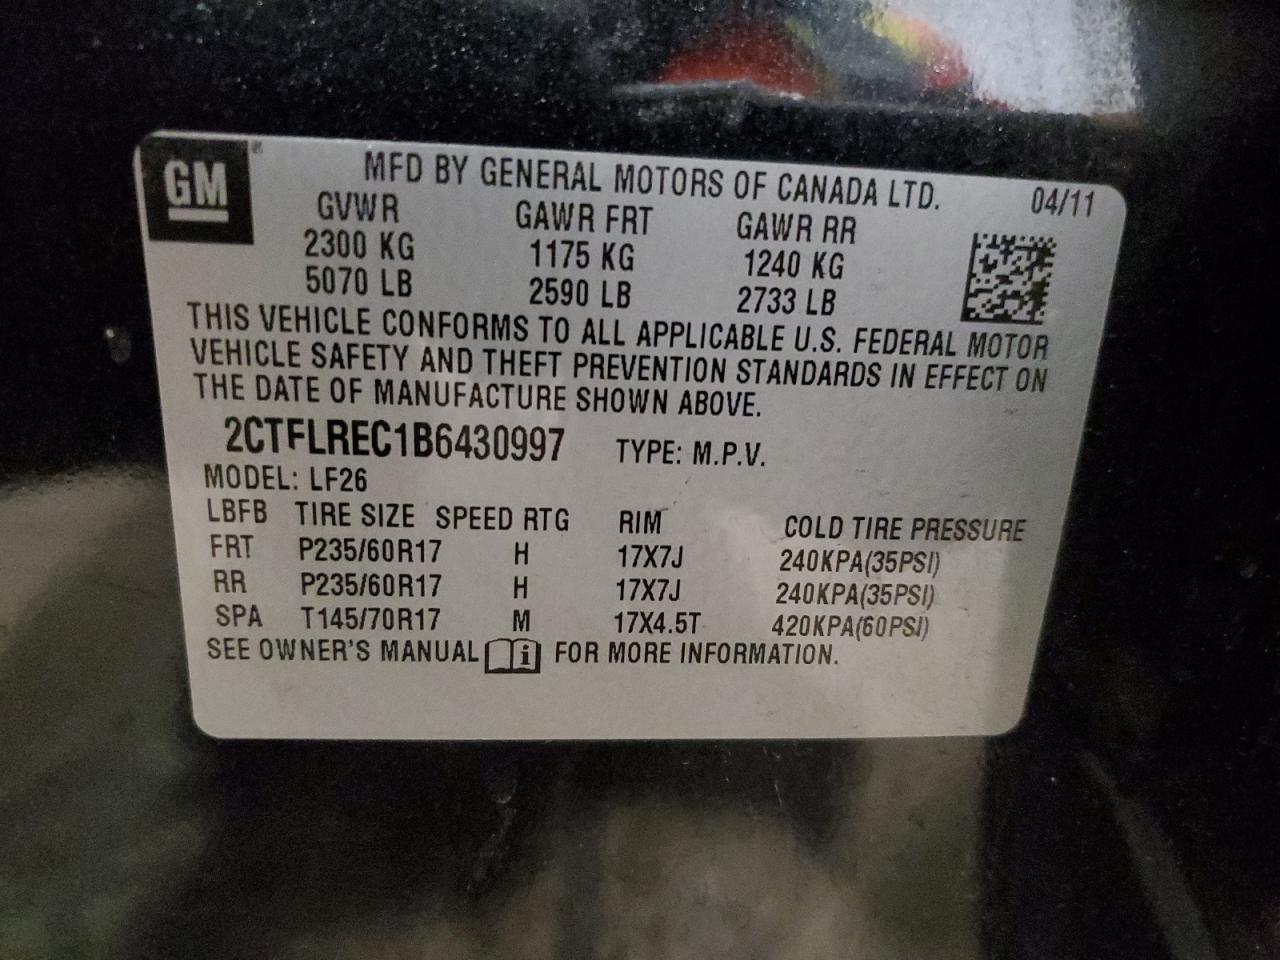 GM®
MFD BY GENERAL MOTORS OF CANADA LTD. 04/11
GVWR GAWR FRT GAWR RR
2300 KG 1175 KG 1240 KG
5070 LB 2590 LB 2733 LB
THIS VEHICLE CONFORMS TO ALL APPLICABLE U.S. FEDERAL MOTOR
VEHICLE SAFETY AND THEFT PREVENTION STANDARDS IN EFFECT ON
THE DATE OF MANUFACTURE SHOWN ABOVE.
2CTFLREC1B6430997 TYPE: M.P.V.
MODEL: LF26
LBFB TIRE SIZE SPEED RTG RIM COLD TIRE PRESSURE
FRT P235/60R17 H 17X7J 240KPA(35PSI)
RR P235/60R17 H 17X7J 240KPA(35PSI)
SPA T145/70R17 M 17X4.5T 420KPA(60PSI)
SEE OWNER'S MANUAL i FOR MORE INFORMATION.